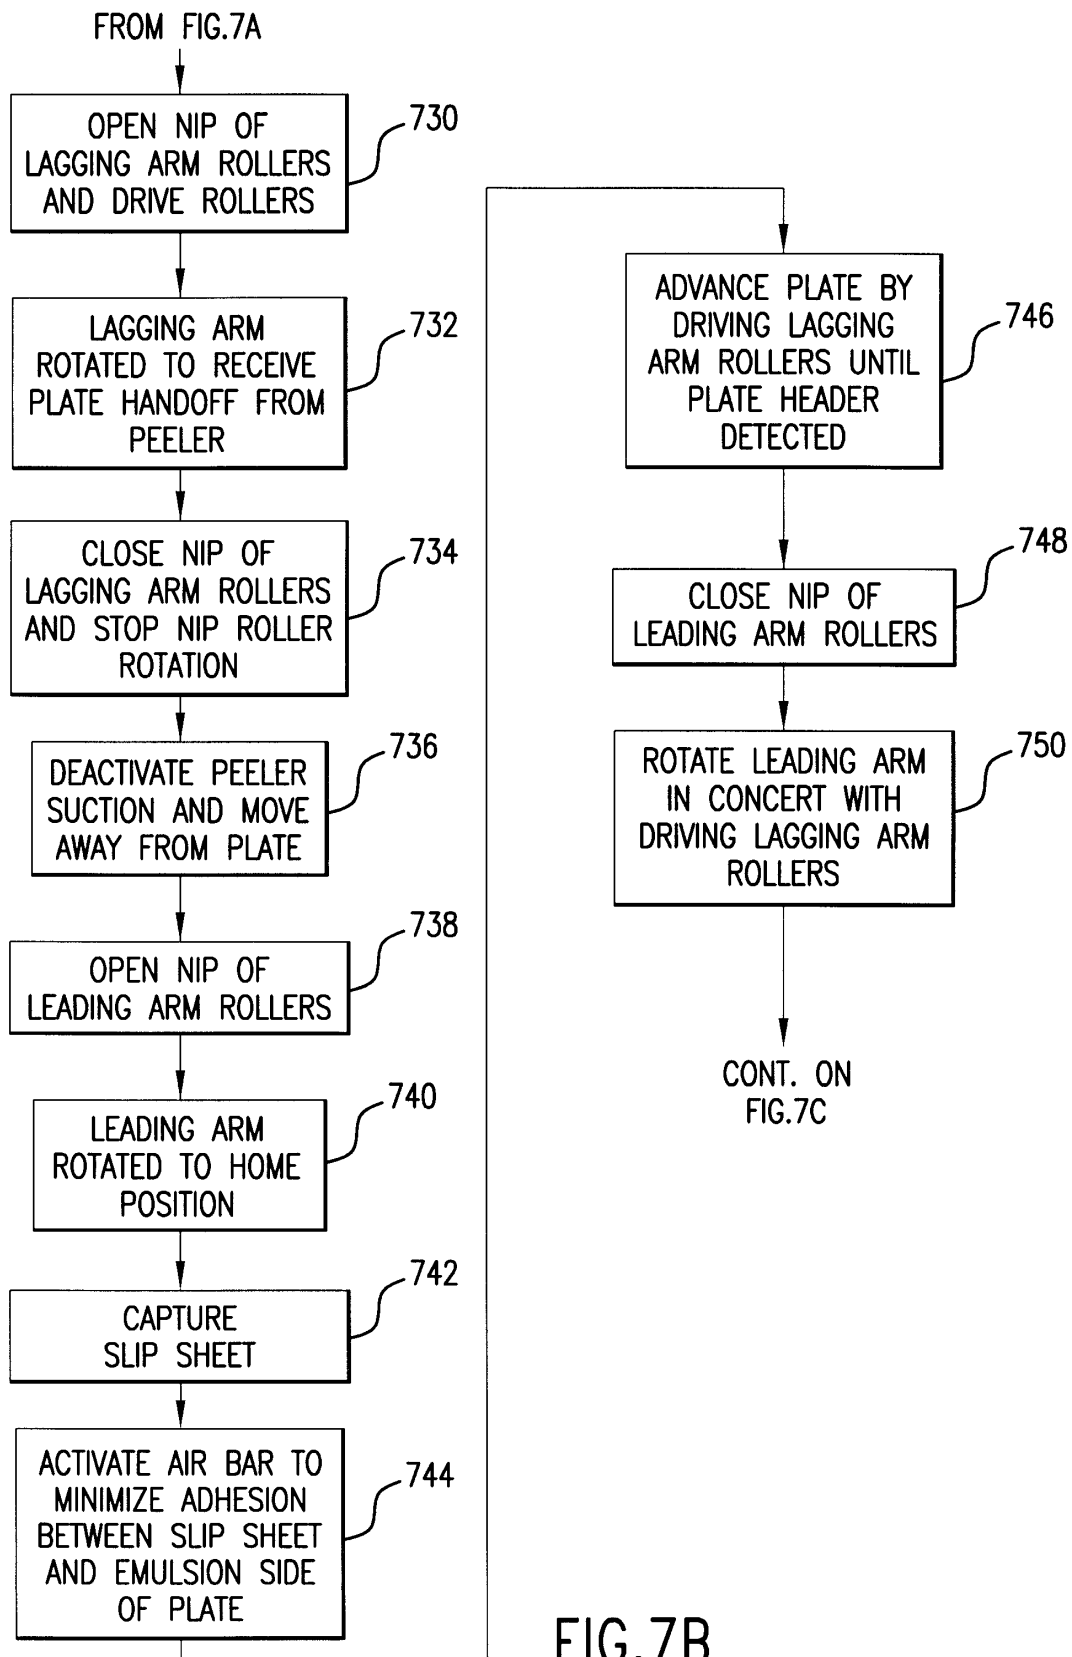 FROM FIG.7A
OPEN NIP OF
LAGGING ARM ROLLERS
AND DRIVE ROLLERS
730
LAGGING ARM
ROTATED TO RECEIVE
PLATE HANDOFF FROM
PEELER
732
CLOSE NIP OF
LAGGING ARM ROLLERS
AND STOP NIP ROLLER
ROTATION
734
DEACTIVATE PEELER
SUCTION AND MOVE
AWAY FROM PLATE
736
OPEN NIP OF
LEADING ARM ROLLERS
738
LEADING ARM
ROTATED TO HOME
POSITION
740
CAPTURE
SLIP SHEET
742
ACTIVATE AIR BAR TO
MINIMIZE ADHESION
BETWEEN SLIP SHEET
AND EMULSION SIDE
OF PLATE
744
ADVANCE PLATE BY
DRIVING LAGGING
ARM ROLLERS UNTIL
PLATE HEADER
DETECTED
746
CLOSE NIP OF
LEADING ARM ROLLERS
748
ROTATE LEADING ARM
IN CONCERT WITH
DRIVING LAGGING ARM
ROLLERS
750
CONT. ON
FIG.7C
FIG.7B